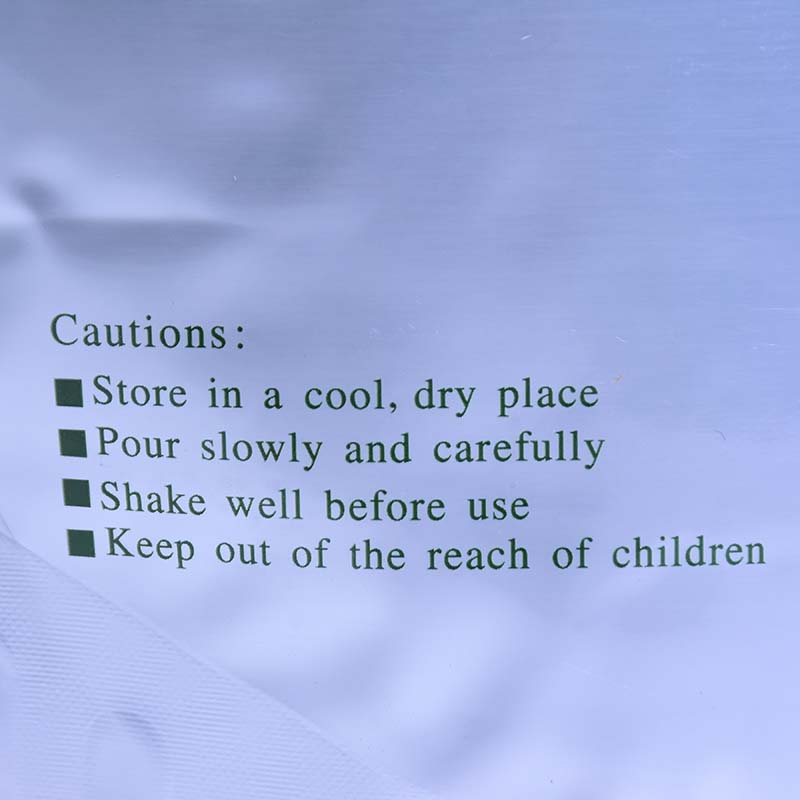 Cautions:
■ Store in a cool, dry place
■ Pour slowly and carefully
■ Shake well before use
■ Keep out of the reach of children